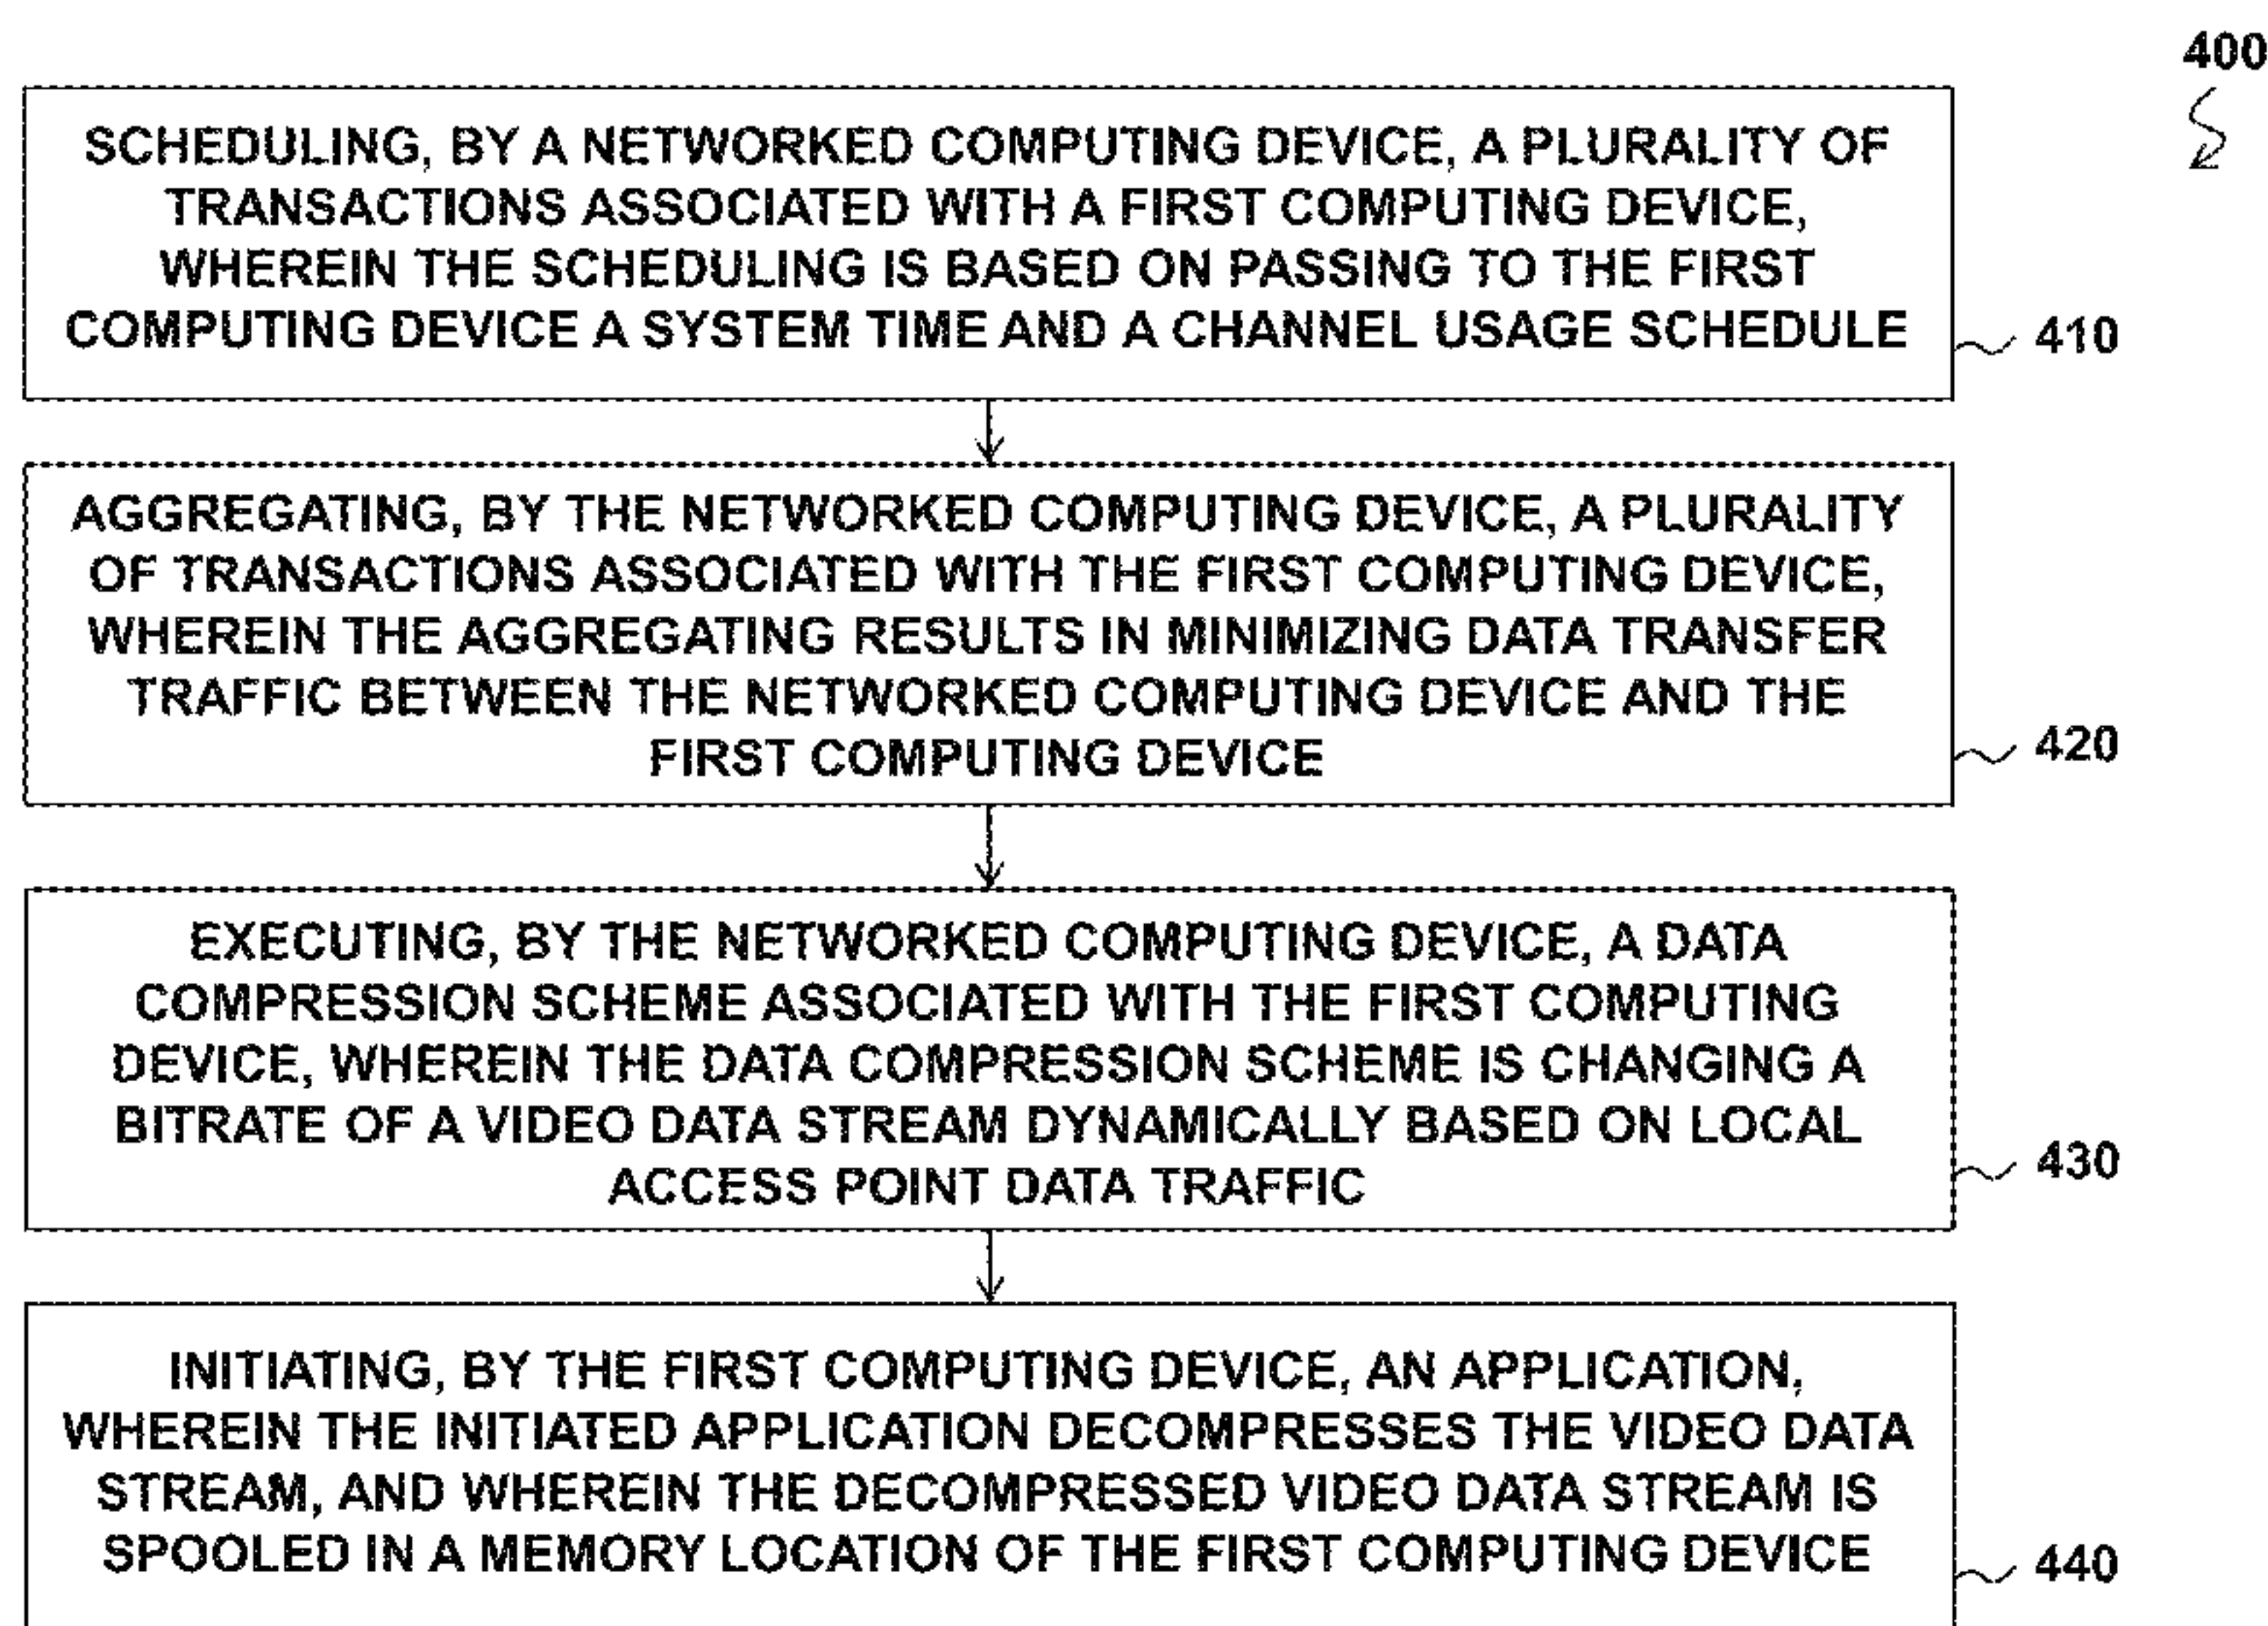 400
SCHEDULING, BY A NETWORKED COMPUTING DEVICE, A PLURALITY OF
TRANSACTIONS ASSOCIATED WITH A FIRST COMPUTING DEVICE,
WHEREIN THE SCHEDULING IS BASED ON PASSING TO THE FIRST
COMPUTING DEVICE A SYSTEM TIME AND A CHANNEL USAGE SCHEDULE
410
AGGREGATING, BY THE NETWORKED COMPUTING DEVICE, A PLURALITY
OF TRANSACTIONS ASSOCIATED WITH THE FIRST COMPUTING DEVICE,
WHEREIN THE AGGREGATING RESULTS IN MINIMIZING DATA TRANSFER
TRAFFIC BETWEEN THE NETWORKED COMPUTING DEVICE AND THE
FIRST COMPUTING DEVICE
420
EXECUTING, BY THE NETWORKED COMPUTING DEVICE, A DATA
COMPRESSION SCHEME ASSOCIATED WITH THE FIRST COMPUTING
DEVICE, WHEREIN THE DATA COMPRESSION SCHEME IS CHANGING A
BITRATE OF A VIDEO DATA STREAM DYNAMICALLY BASED ON LOCAL
ACCESS POINT DATA TRAFFIC
430
INITIATING, BY THE FIRST COMPUTING DEVICE, AN APPLICATION,
WHEREIN THE INITIATED APPLICATION DECOMPRESSES THE VIDEO DATA
STREAM, AND WHEREIN THE DECOMPRESSED VIDEO DATA STREAM IS
SPOOLED IN A MEMORY LOCATION OF THE FIRST COMPUTING DEVICE
440